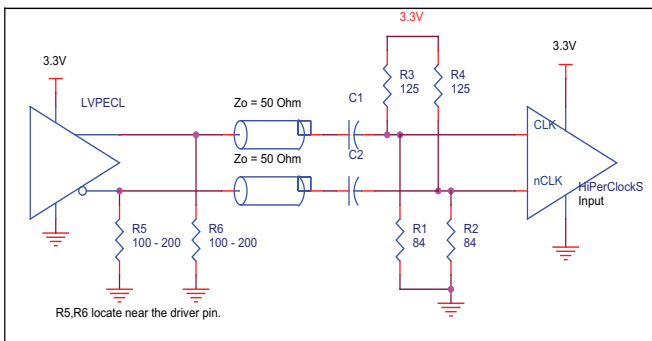 3.3V
3.3V
3.3V
LVPECL
R3
125
R4
125
Zo = 50 Ohm
C1
CLK
Zo = 50 Ohm
C2
nCLK
HiPerClockS
Input
R5
100 - 200
R6
100 - 200
R1
84
R2
84
R5,R6 locate near the driver pin.